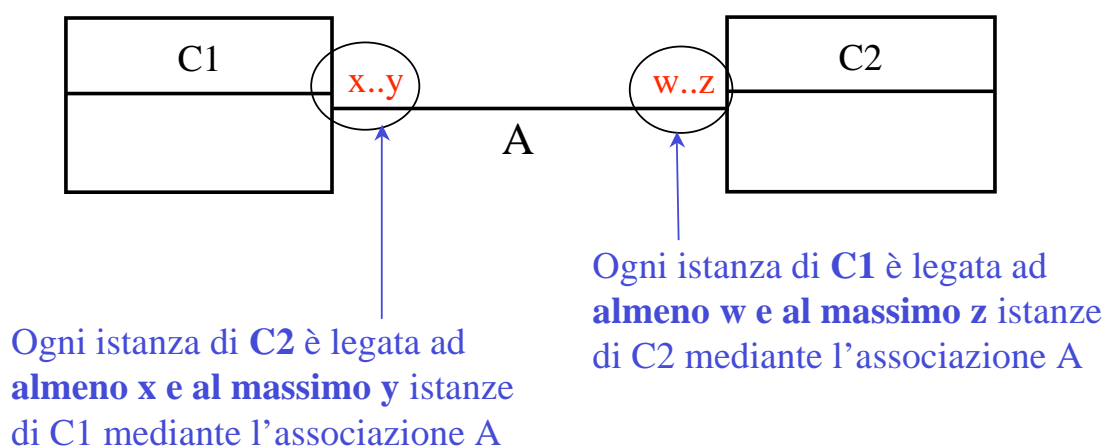 C1
C2
x..y
w..z
A
Ogni istanza di C1 è legata ad
almeno w e al massimo z istanze
di C2 mediante l’associazione A
Ogni istanza di C2 è legata ad
almeno x e al massimo y istanze
di C1 mediante l’associazione A